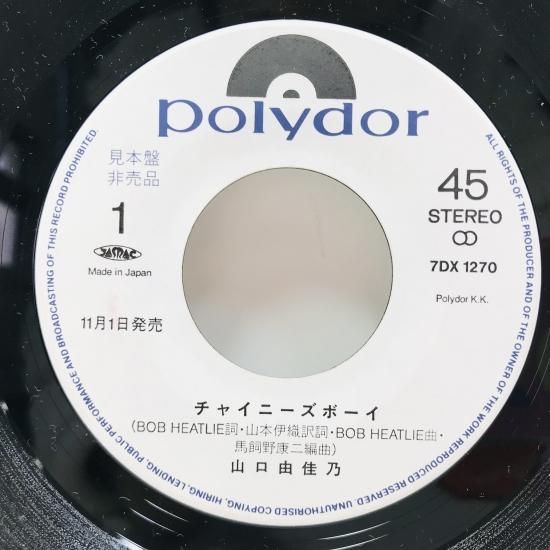 polydor
見本盤
非売品
1
JASRAC
Made in Japan
11月1日発売
45
STEREO
7DX 1270
Polydor K.K.
チャイニーズボーイ
(BOB HEATLIE詞・山本伊織訳詞・BOB HEATLIE曲・
馬飼野康二編曲)
山口由佳乃
ALL RIGHTS OF THE PRODUCER AND OF THE OWNER OF THE WORK REPRODUCED RESERVED. UNAUTHORISED COPYING, HIRING, LENDING, PUBLIC PERFORMANCE AND BROADCASTING OF THIS RECORD PROHIBITED.